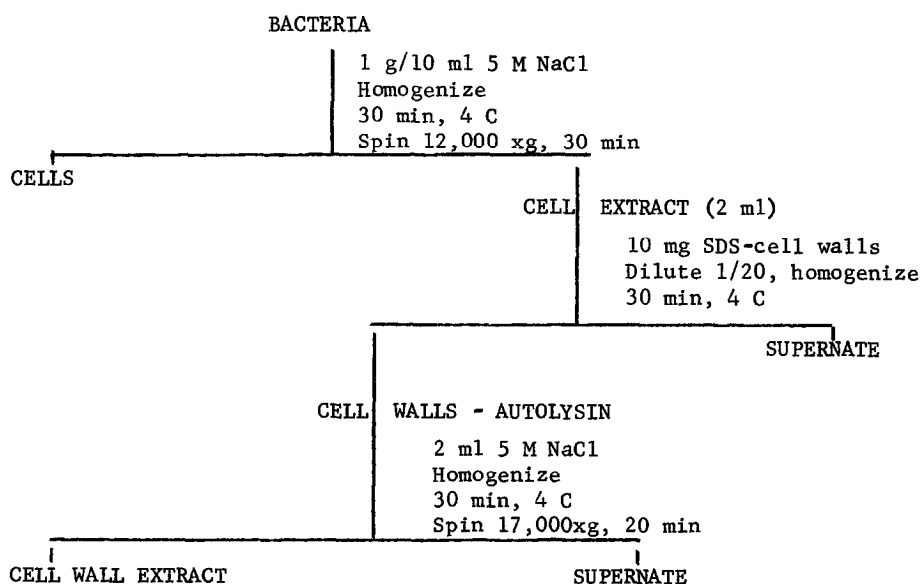 BACTERIA
1 g/10 ml 5 M NaCl
Homogenize
30 min, 4 C
Spin 12,000 xg, 30 min
CELLS
CELL EXTRACT (2 ml)
10 mg SDS-cell walls
Dilute 1/20, homogenize
30 min, 4 C
SUPERNATE
CELL WALLS - AUTOLYSIN
2 ml 5 M NaCl
Homogenize
30 min, 4 C
Spin 17,000xg, 20 min
CELL WALL EXTRACT SUPERNATE